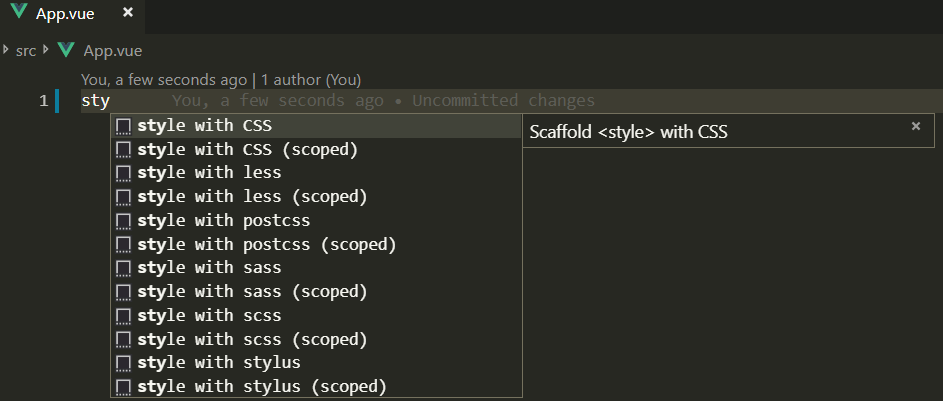 App.vue ×
src App.vue
You, a few seconds ago | 1 author (You)
1 sty You, a few seconds ago • Uncommitted changes
style with CSS
Scaffold <style> with CSS ×
style with CSS (scoped)
style with less
style with less (scoped)
style with postcss
style with postcss (scoped)
style with sass
style with sass (scoped)
style with scss
style with scss (scoped)
style with stylus
style with stylus (scoped)